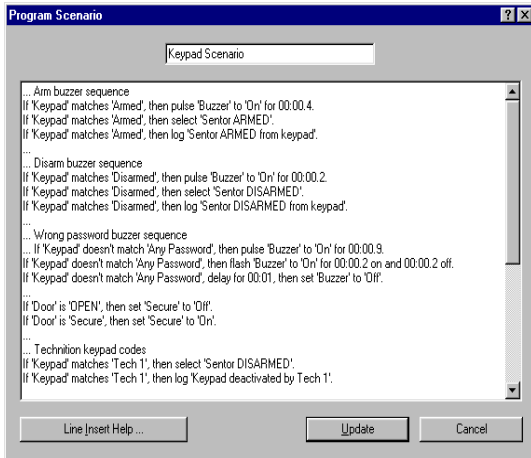 Program Scenario
Keypad Scenario
... Arm buzzer sequence
If 'Keypad' matches 'Armed', then pulse 'Buzzer' to 'On' for 00:00.4.
If 'Keypad' matches 'Armed', then select 'Sentor ARMED'.
If 'Keypad' matches 'Armed', then log 'Sentor ARMED from keypad'.
...
... Disarm buzzer sequence
If 'Keypad' matches 'Disarmed', then pulse 'Buzzer' to 'On' for 00:00.2.
If 'Keypad' matches 'Disarmed', then select 'Sentor DISARMED'.
If 'Keypad' matches 'Disarmed', then log 'Sentor DISARMED from keypad'.
...
... Wrong password buzzer sequence
... If 'Keypad' doesn't match 'Any Password', then pulse 'Buzzer' to 'On' for 00:00.9.
If 'Keypad' doesn't match 'Any Password', then flash 'Buzzer' to 'On' for 00:00.2 on and 00:00.2 off.
If 'Keypad' doesn't match 'Any Password', delay for 00:01, then set 'Buzzer' to 'Off'.
...
If 'Door' is 'OPEN', then set 'Secure' to 'Off'.
If 'Door' is 'Secure', then set 'Secure' to 'On'.
...
... Technition keypad codes
If 'Keypad' matches 'Tech 1', then select 'Sentor DISARMED'.
If 'Keypad' matches 'Tech 1', then log 'Keypad deactivated by Tech 1'.
Line Insert Help ...
Update
Cancel